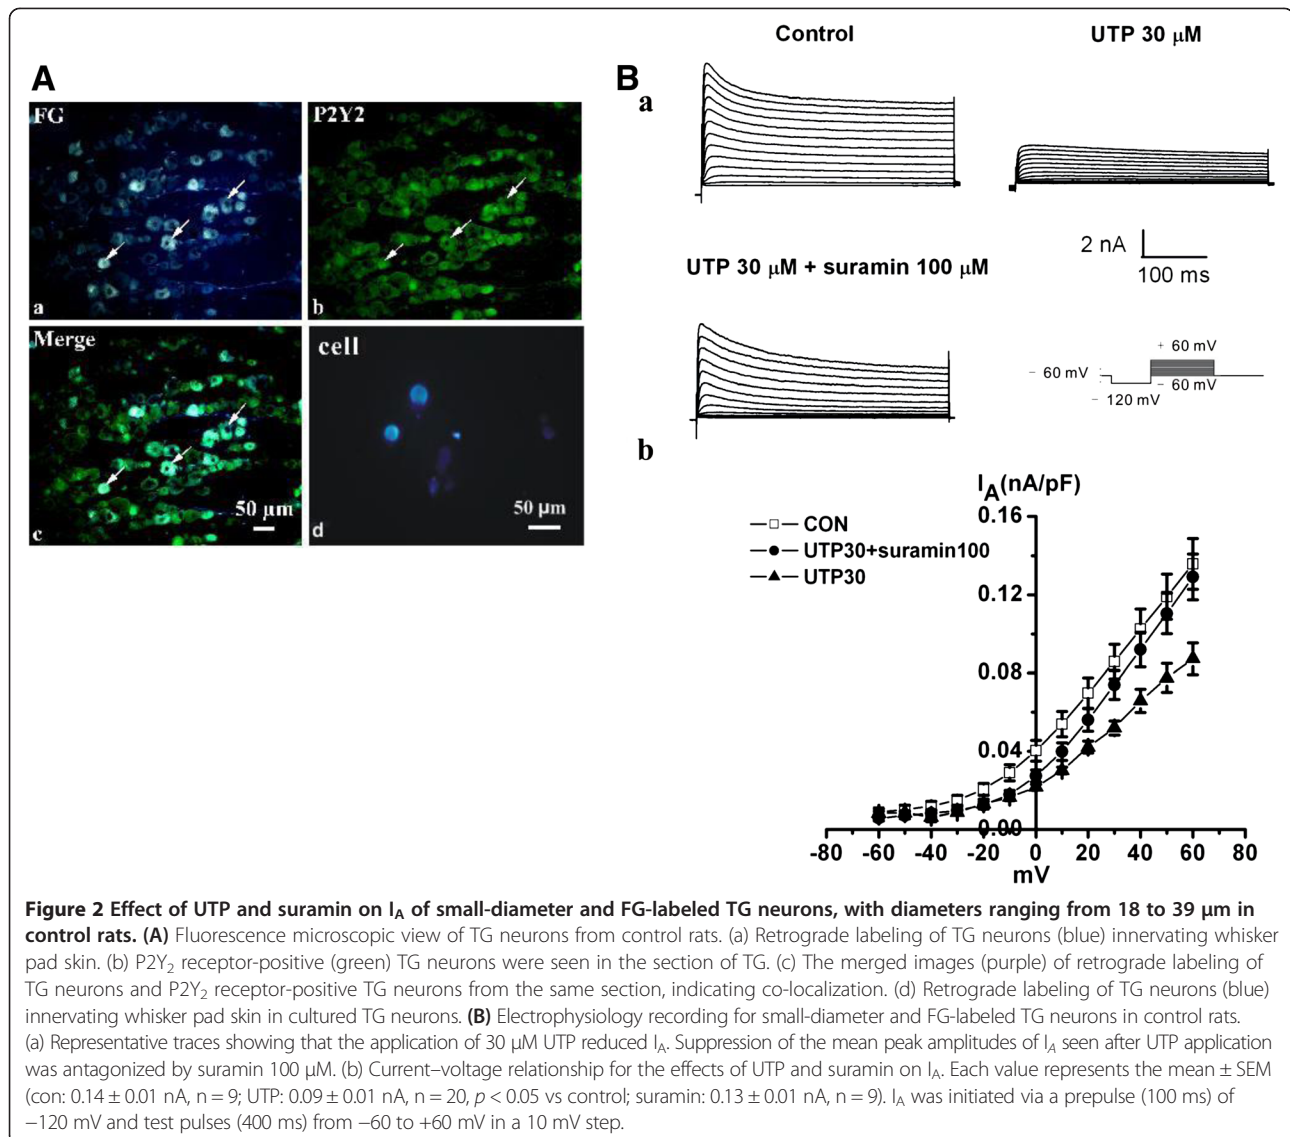 A
FG
a
P2Y2
b
Merge
50 µm
c
cell
50 µm
d
B
Control
UTP 30 µM
a
2 nA
100 ms
UTP 30 µM + suramin 100 µM
+ 60 mV
− 60 mV
− 60 mV
− 120 mV
b
I_A(nA/pF)
0.16
CON
UTP30+suramin100
UTP30
0.12
0.08
0.04
0.00
-80 -60 -40 -20 0 20 40 60 80
mV
Figure 2 Effect of UTP and suramin on I_A of small-diameter and FG-labeled TG neurons, with diameters ranging from 18 to 39 µm in
control rats. (A) Fluorescence microscopic view of TG neurons from control rats. (a) Retrograde labeling of TG neurons (blue) innervating whisker
pad skin. (b) P2Y₂ receptor-positive (green) TG neurons were seen in the section of TG. (c) The merged images (purple) of retrograde labeling of
TG neurons and P2Y₂ receptor-positive TG neurons from the same section, indicating co-localization. (d) Retrograde labeling of TG neurons (blue)
innervating whisker pad skin in cultured TG neurons. (B) Electrophysiology recording for small-diameter and FG-labeled TG neurons in control rats.
(a) Representative traces showing that the application of 30 µM UTP reduced I_A. Suppression of the mean peak amplitudes of I_A seen after UTP application
was antagonized by suramin 100 µM. (b) Current–voltage relationship for the effects of UTP and suramin on I_A. Each value represents the mean ± SEM
(con: 0.14 ± 0.01 nA, n = 9; UTP: 0.09 ± 0.01 nA, n = 20, p < 0.05 vs control; suramin: 0.13 ± 0.01 nA, n = 9). I_A was initiated via a prepulse (100 ms) of
−120 mV and test pulses (400 ms) from −60 to +60 mV in a 10 mV step.